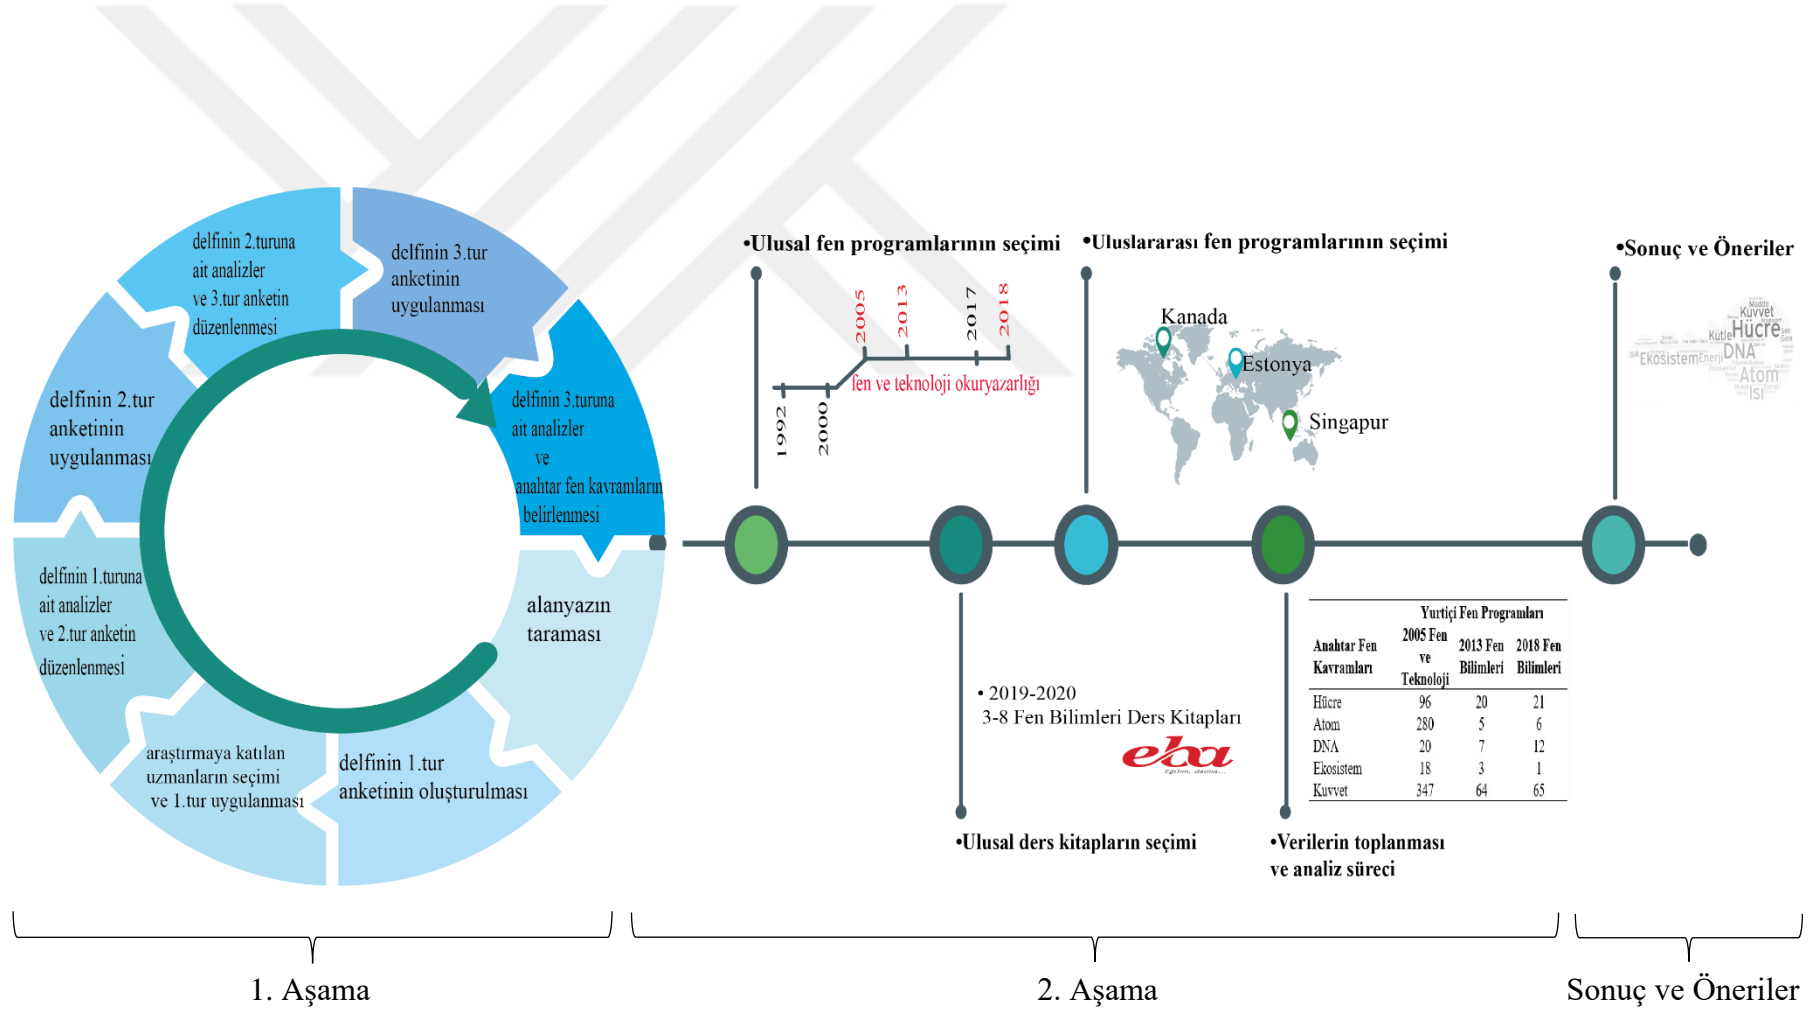 alanyazın
taraması
delfinin 1.tur
anketinin oluşturulması
araştırmaya katılan
uzmanların seçimi
ve 1.tur uygulanması
delfinin 1.turuna
ait analizler
ve 2.tur anketin
düzenlenmesi
delfinin 2.tur
anketinin
uygulanması
delfinin 2.turuna
ait analizler
ve 3.tur anketin
düzenlenmesi
delfinin 3.tur
anketinin
uygulanması
delfinin 3.turuna
ait analizler
ve
anahtar fen kavramların
belirlenmesi
•Ulusal fen programlarının seçimi
1992
2000
2005
2013
2017
2018
fen ve teknoloji okuryazarlığı
• 2019-2020
3-8 Fen Bilimleri Ders Kitapları
eba
•Ulusal ders kitapların seçimi
•Uluslararası fen programlarının seçimi
Kanada
Estonya
Singapur
Yurtiçi Fen Programları
Anahtar Fen Kavramları 2005 Fen ve Teknoloji 2013 Fen Bilimleri 2018 Fen Bilimleri
Hücre 96 20 21
Atom 280 5 6
DNA 20 7 12
Ekosistem 18 3 1
Kuvvet 347 64 65
•Verilerin toplanması
ve analiz süreci
•Sonuç ve Öneriler
Madde
Kuvvet
Kütle
Hücre
Ses
Gen
Işık
Ekosistem
Enerji
DNA
Atom
Isı
1. Aşama
2. Aşama
Sonuç ve Öneriler